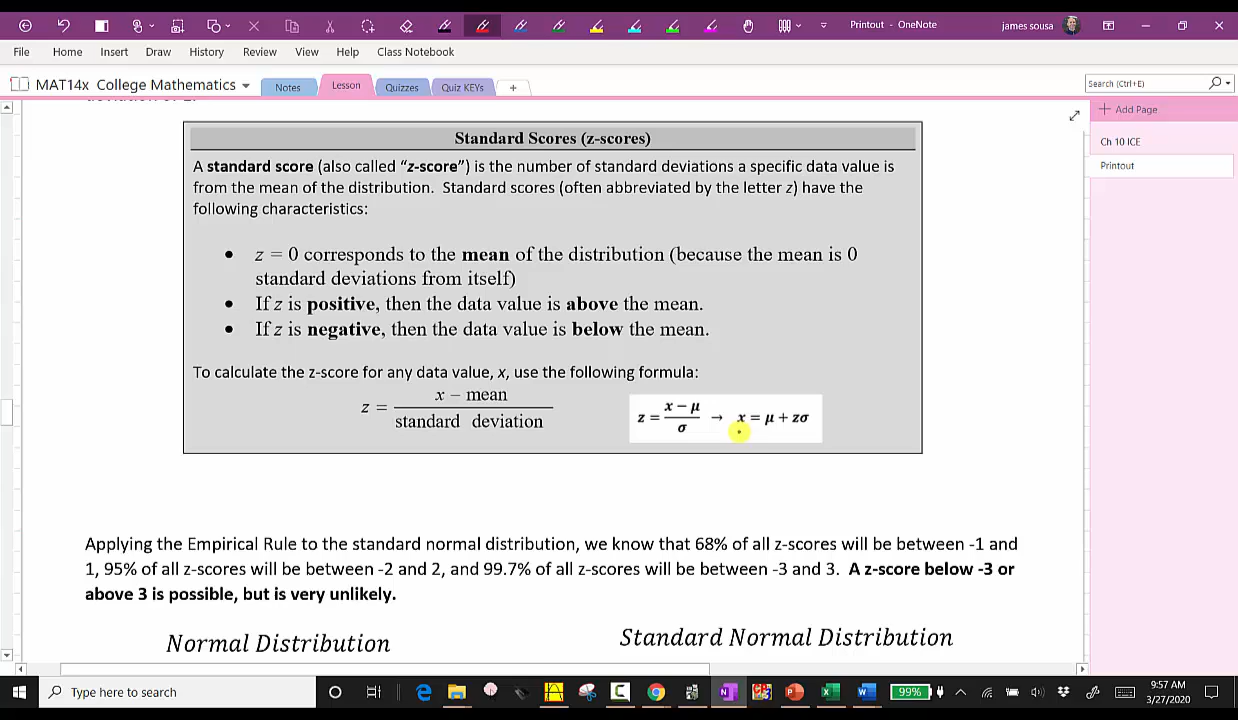 Printout - OneNote
james sousa
File Home Insert Draw History Review View Help Class Notebook
MAT14x College Mathematics
Notes Lesson Quizzes Quiz KEYs +
Search (Ctrl+E)
Add Page
Ch 10 ICE
Printout
Standard Scores (z-scores)
A standard score (also called “z-score”) is the number of standard deviations a specific data value is
from the mean of the distribution. Standard scores (often abbreviated by the letter z) have the
following characteristics:
• z = 0 corresponds to the mean of the distribution (because the mean is 0
standard deviations from itself)
• If z is positive, then the data value is above the mean.
• If z is negative, then the data value is below the mean.
To calculate the z-score for any data value, x, use the following formula:
z = (x − mean) / (standard deviation)
z = (x − μ) / σ → x = μ + zσ
Applying the Empirical Rule to the standard normal distribution, we know that 68% of all z-scores will be between -1 and
1, 95% of all z-scores will be between -2 and 2, and 99.7% of all z-scores will be between -3 and 3. A z-score below -3 or
above 3 is possible, but is very unlikely.
Normal Distribution
Standard Normal Distribution
Type here to search
99%
9:57 AM
3/27/2020